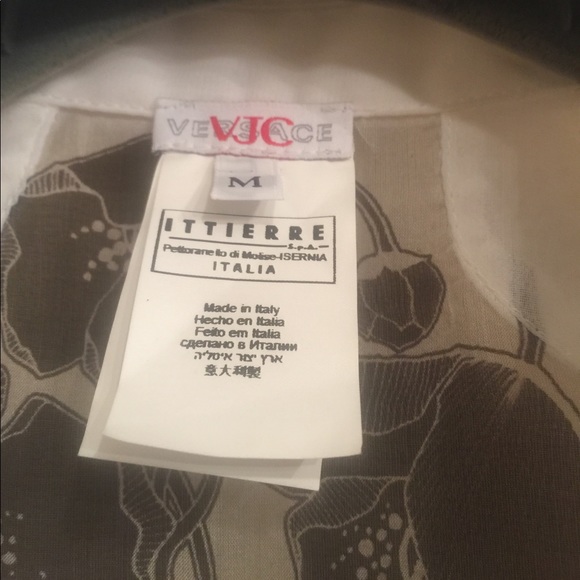 VERSACE
VJC
M
ITTIERRE
S.p.A.
Pettoranello di Molise-ISERNIA
ITALIA
Made in Italy
Hecho en Italia
Feito em Italia
сделано в Италии
ארץ יצור איטליה
意大利製